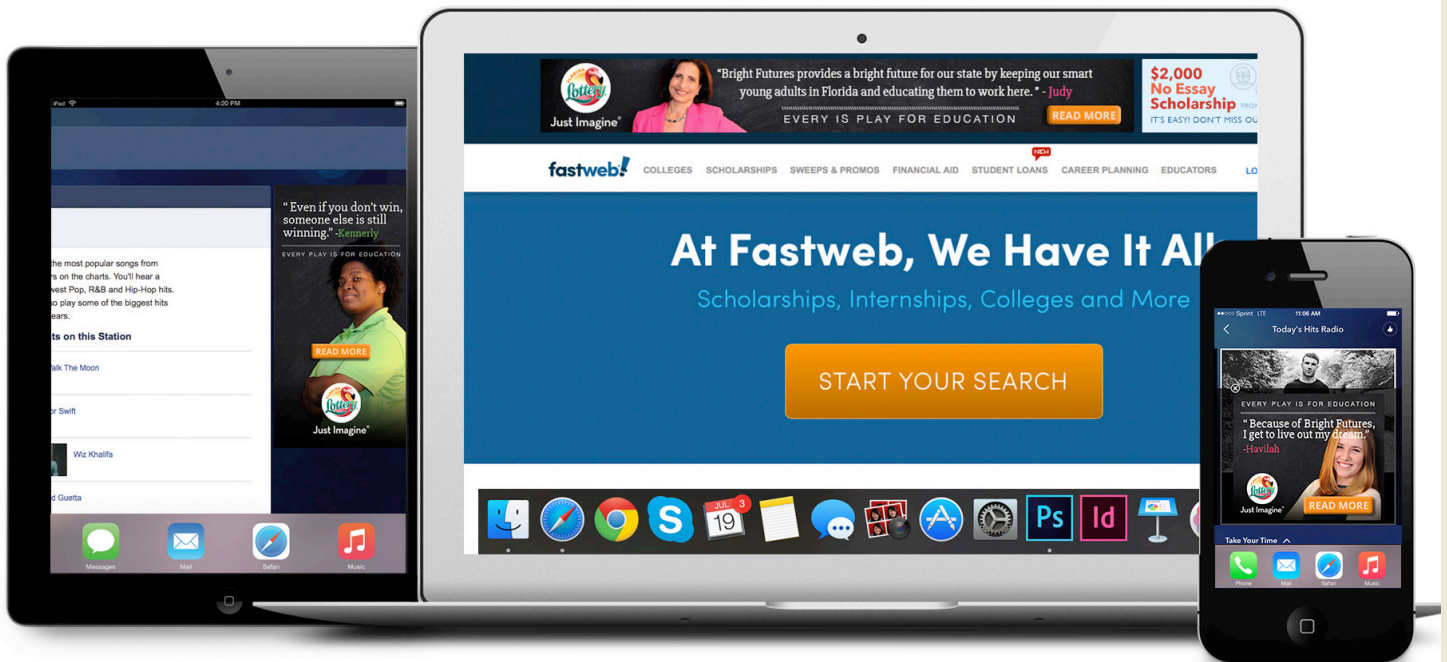 iPad
4:20 PM
the most popular songs from
rs on the charts. You'll hear a
west Pop, R&B and Hip-Hop hits.
so play some of the biggest hits
ears.
ts on this Station
alk The Moon
or Swift
Wiz Khalifa
d Guetta
“ Even if you don't win,
someone else is still
winning.” -Kennerly
EVERY PLAY IS FOR EDUCATION
READ MORE
FLORIDA
Lottery
Just Imagine®
Messages
Mail
Safari
Music
FLORIDA
Lottery
Just Imagine®
“Bright Futures provides a bright future for our state by keeping our smart
young adults in Florida and educating them to work here. ” - Judy
EVERY IS PLAY FOR EDUCATION
READ MORE
$2,000
No Essay
Scholarship FROM
IT'S EASY! DON'T MISS OU
fastweb!
COLLEGES SCHOLARSHIPS SWEEPS & PROMOS FINANCIAL AID STUDENT LOANS CAREER PLANNING EDUCATORS LO
NEW
At Fastweb, We Have It All
Scholarships, Internships, Colleges and More
START YOUR SEARCH
S
JUL
19
3
Ps
Id
Sprint LTE
11:06 AM
Today's Hits Radio
EVERY PLAY IS FOR EDUCATION
“ Because of Bright Futures,
I get to live out my dream.”
-Havilah
Lottery
Just Imagine®
READ MORE
Take Your Time
Phone
Mail
Safari
Music